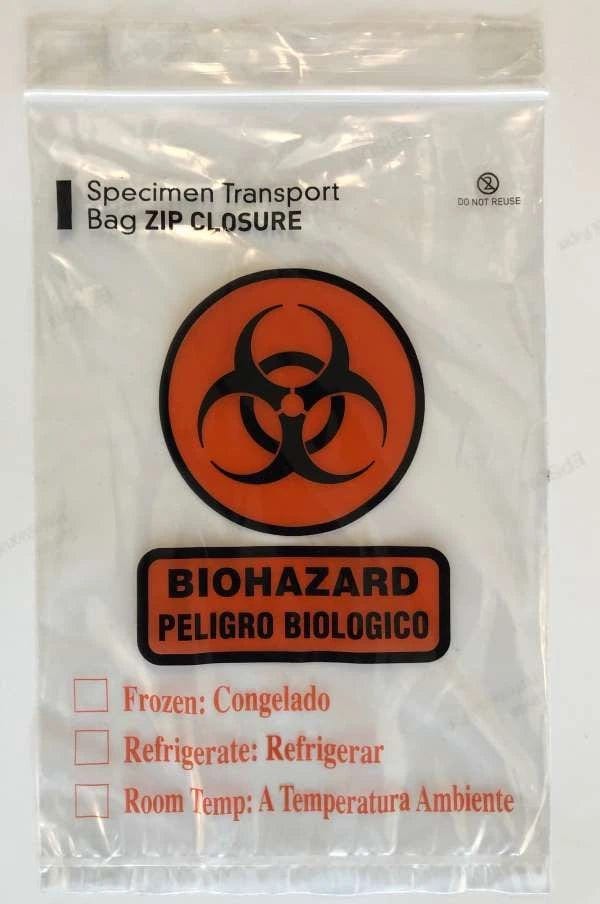 Specimen Transport
Bag ZIP CLOSURE
2
DO NOT REUSE
BIOHAZARD
PELIGRO BIOLOGICO
Frozen: Congelado
Refrigerate: Refrigerar
Room Temp: A Temperatura Ambiente